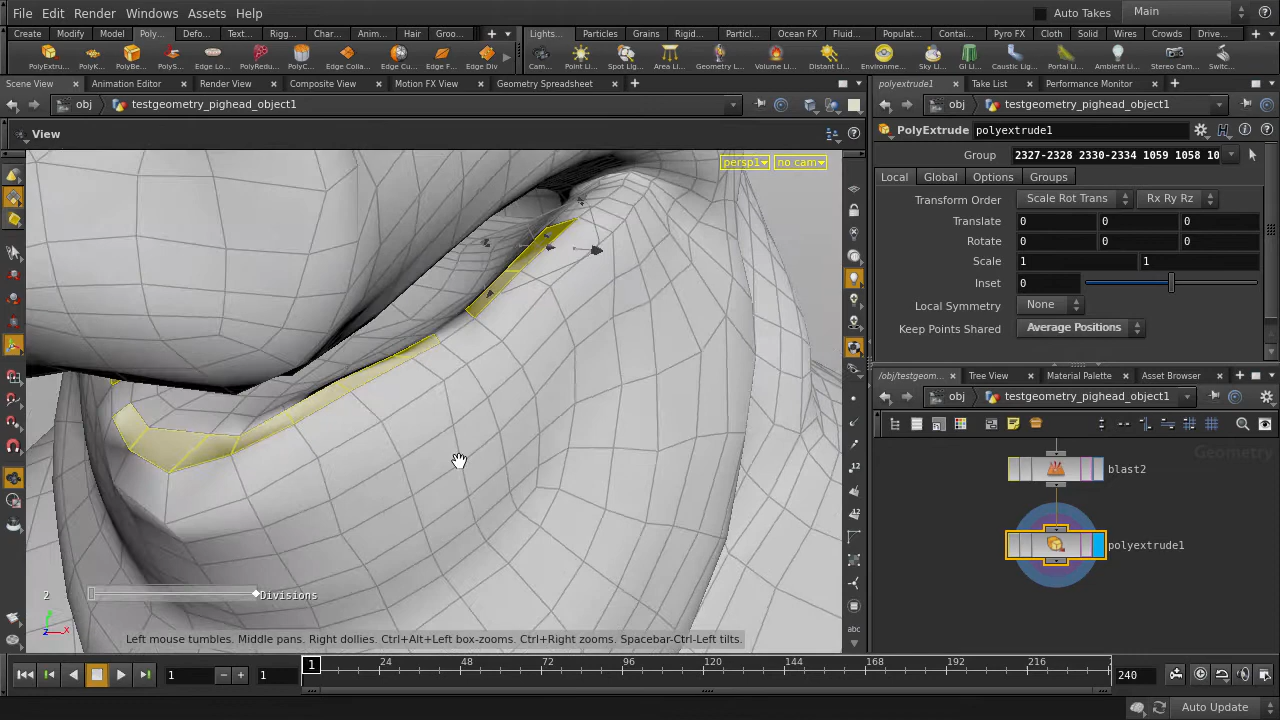 File Edit Render Windows Assets Help Auto Takes Main
Create Modify Model Poly... Defo... Text... Rigg... Char... Anim... Hair Groo... Lights... Particles Grains Rigid... Particl... Ocean FX Fluid... Populat... Contai... Pyro FX Cloth Solid Wires Crowds Drive...
PolyExtru... PolyK... PolyBe... PolyS... Edge Loo PolyRedu... PolyC... Edge Colla... Edge Cu... Edge F... Edge Div Cam... Point Li... Spot Lig... Area Li... Geometry L... Volume Li... Distant Li... Environme... Sky Li... GI Li... Caustic Lig... Portal Li... Ambient Li... Stereo Cam... Switc...
Scene View Animation Editor Render View Composite View Motion FX View Geometry Spreadsheet polyextrude1 Take List Performance Monitor
obj testgeometry_pighead_object1 obj testgeometry_pighead_object1
View PolyExtrude polyextrude1
persp1 no cam
Group 2327-2328 2330-2334 1059 1058 10
Local Global Options Groups
Transform Order Scale Rot Trans Rx Ry Rz
Translate 0 0 0
Rotate 0 0 0
Scale 1 1
Inset 0
Local Symmetry None
Keep Points Shared Average Positions
/obj/testgeom... Tree View Material Palette Asset Browser
obj testgeometry_pighead_object1
Geometry
blast2
polyextrude1
12
12
abc
2 Divisions
z x
Left mouse tumbles. Middle pans. Right dollies. Ctrl+Alt+Left box-zooms. Ctrl+Right zooms. Spacebar-Ctrl-Left tilts.
1 1 1 24 48 72 96 120 144 168 192 216 240
Auto Update